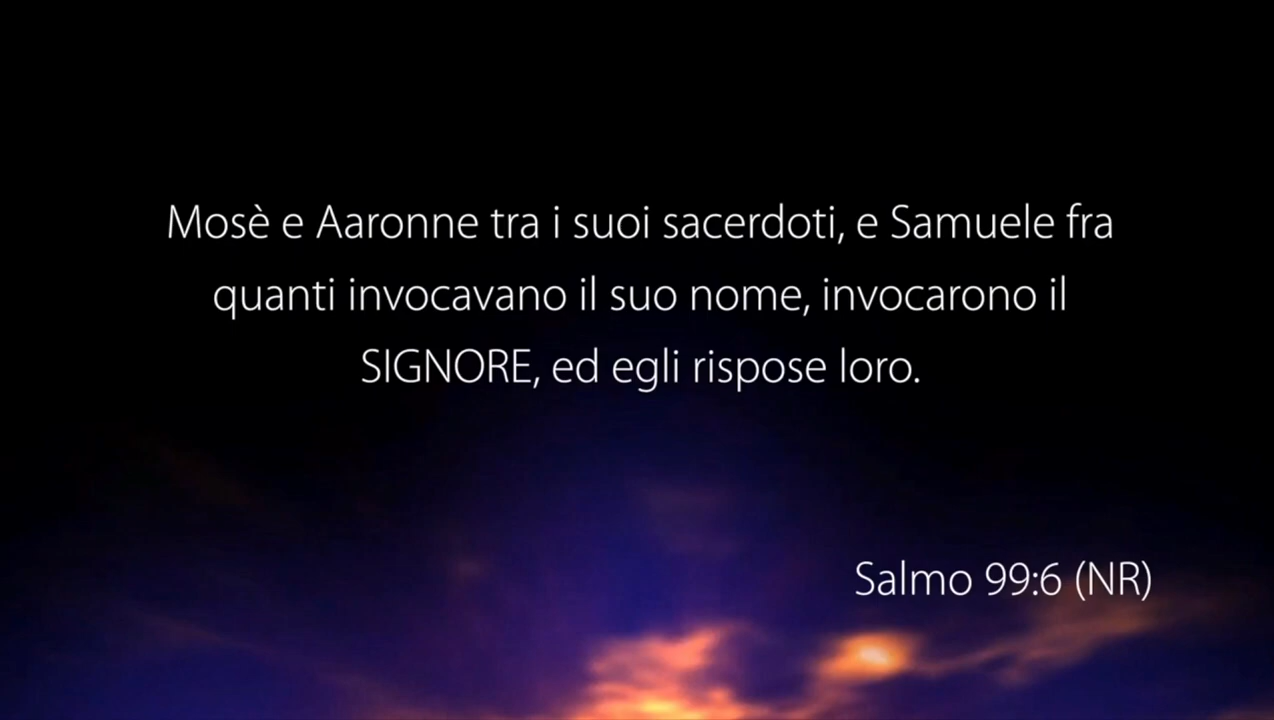 Mosè e Aaronne tra i suoi sacerdoti, e Samuele fra
quanti invocavano il suo nome, invocarono il
SIGNORE, ed egli rispose loro.
Salmo 99:6 (NR)